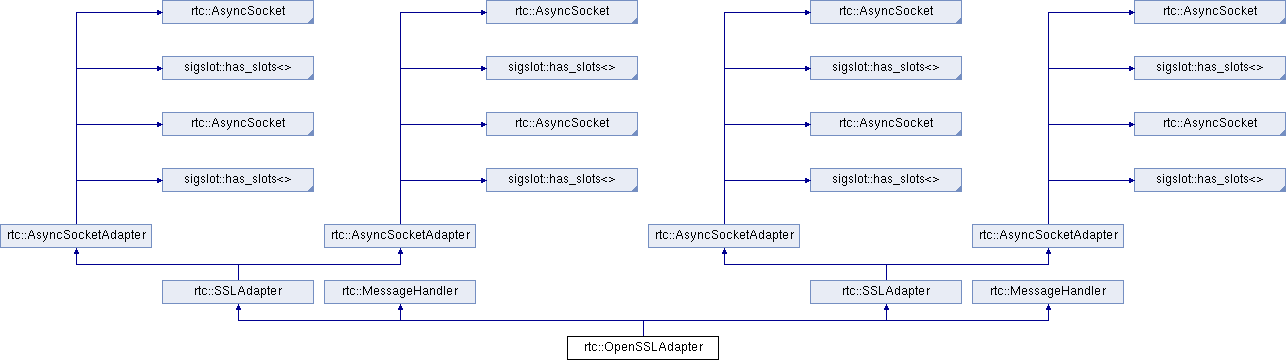 rtc::AsyncSocket rtc::AsyncSocket rtc::AsyncSocket rtc::AsyncSocket
sigslot::has_slots<> sigslot::has_slots<> sigslot::has_slots<> sigslot::has_slots<>
rtc::AsyncSocket rtc::AsyncSocket rtc::AsyncSocket rtc::AsyncSocket
sigslot::has_slots<> sigslot::has_slots<> sigslot::has_slots<> sigslot::has_slots<>
rtc::AsyncSocketAdapter rtc::AsyncSocketAdapter rtc::AsyncSocketAdapter rtc::AsyncSocketAdapter
rtc::SSLAdapter rtc::MessageHandler rtc::SSLAdapter rtc::MessageHandler
rtc::OpenSSLAdapter